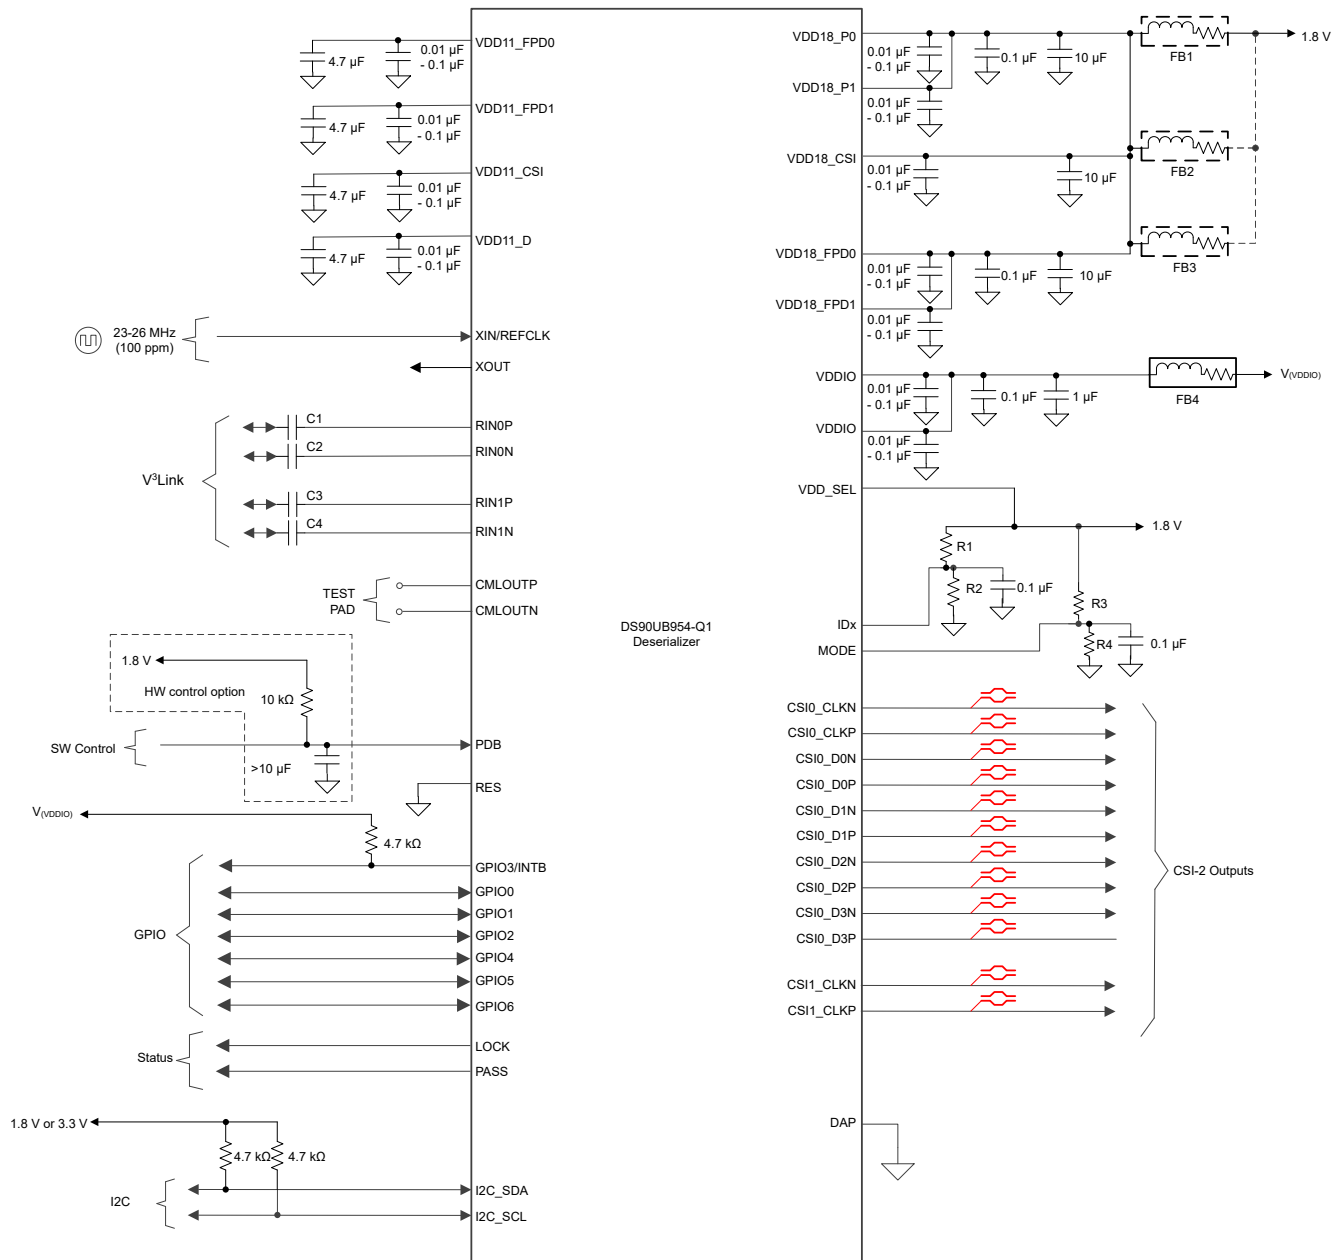 VDD11_FPD0
4.7 µF
0.01 µF
- 0.1 µF
VDD11_FPD1
4.7 µF
0.01 µF
- 0.1 µF
VDD11_CSI
4.7 µF
0.01 µF
- 0.1 µF
VDD11_D
4.7 µF
0.01 µF
- 0.1 µF
23-26 MHz
(100 ppm)
XIN/REFCLK
XOUT
V³Link
C1
RIN0P
C2
RIN0N
C3
RIN1P
C4
RIN1N
TEST
PAD
CMLOUTP
CMLOUTN
1.8 V
HW control option
10 kΩ
SW Control
>10 µF
PDB
RES
V(VDDIO)
4.7 kΩ
GPIO
GPIO3/INTB
GPIO0
GPIO1
GPIO2
GPIO4
GPIO5
GPIO6
Status
LOCK
PASS
1.8 V or 3.3 V
4.7 kΩ
4.7 kΩ
I2C
I2C_SDA
I2C_SCL
DS90UB954-Q1
Deserializer
VDD18_P0
0.01 µF
- 0.1 µF
0.1 µF
10 µF
FB1
1.8 V
VDD18_P1
0.01 µF
- 0.1 µF
VDD18_CSI
0.01 µF
- 0.1 µF
10 µF
FB2
VDD18_FPD0
0.01 µF
- 0.1 µF
0.1 µF
10 µF
FB3
VDD18_FPD1
0.01 µF
- 0.1 µF
VDDIO
0.01 µF
- 0.1 µF
0.1 µF
1 µF
FB4
V(VDDIO)
VDDIO
0.01 µF
- 0.1 µF
VDD_SEL
1.8 V
R1
R2
0.1 µF
R3
R4
0.1 µF
IDx
MODE
CSI0_CLKN
CSI0_CLKP
CSI0_D0N
CSI0_D0P
CSI0_D1N
CSI0_D1P
CSI0_D2N
CSI0_D2P
CSI0_D3N
CSI0_D3P
CSI1_CLKN
CSI1_CLKP
CSI-2 Outputs
DAP